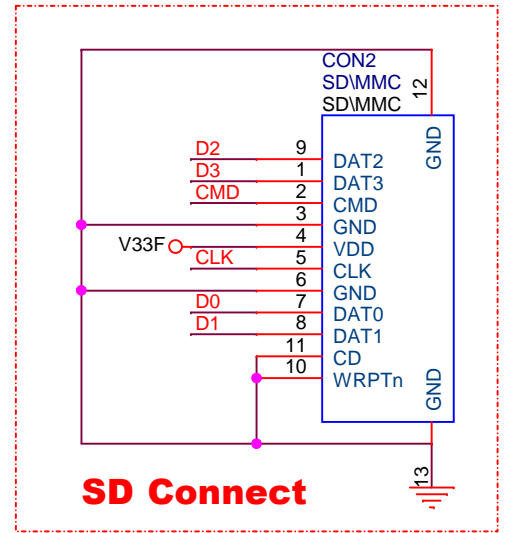 CON2
SD\MMC
SD\MMC
12
GND
D2 9 DAT2
D3 1 DAT3
CMD 2 CMD
3 GND
V33F 4 VDD
CLK 5 CLK
6 GND
D0 7 DAT0
D1 8 DAT1
11 CD
10 WRPTn
GND
13
SD Connect